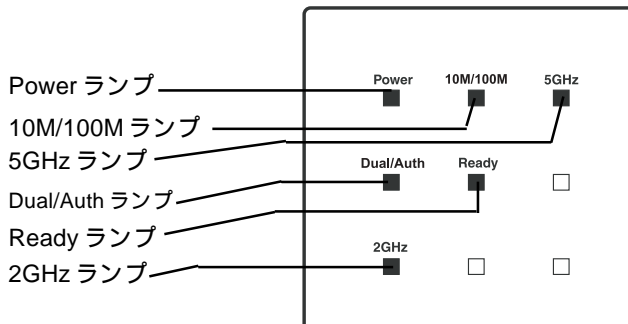 Power 10M/100M 5GHz
Power ランプ
10M/100M ランプ
5GHz ランプ
Dual/Auth Ready
Dual/Auth ランプ
Ready ランプ
2GHz
2GHz ランプ